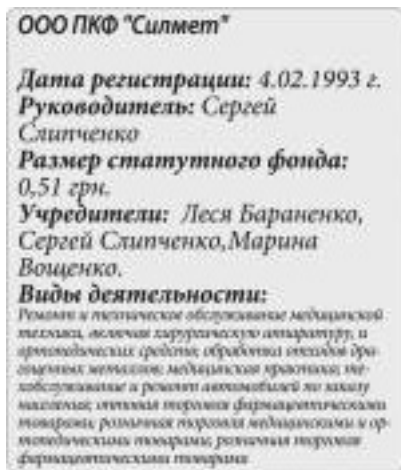 ООО ПКФ "Силмет"
Дата регистрации: 4.02.1993 г.
Руководитель: Сергей
Слипченко
Размер статутного фонда:
0,51 грн.
Учредители: Леся Бараненко,
Сергей Слипченко,Марина
Вощенко.
Виды деятельности:
Ремонт и техническое обслуживание медицинской
техники, включая хирургическую аппаратуру, и
ортопедических средств; обработка отходов дра-
гоценных металлов; медицинская практика; те-
хобслуживание и ремонт автомобилей по заказу
населения; оптовая торговля фармацевтическими
товарами; розничная торговля медицинскими и ор-
топедическими товарами; розничная торговля
фармацевтическими товарами